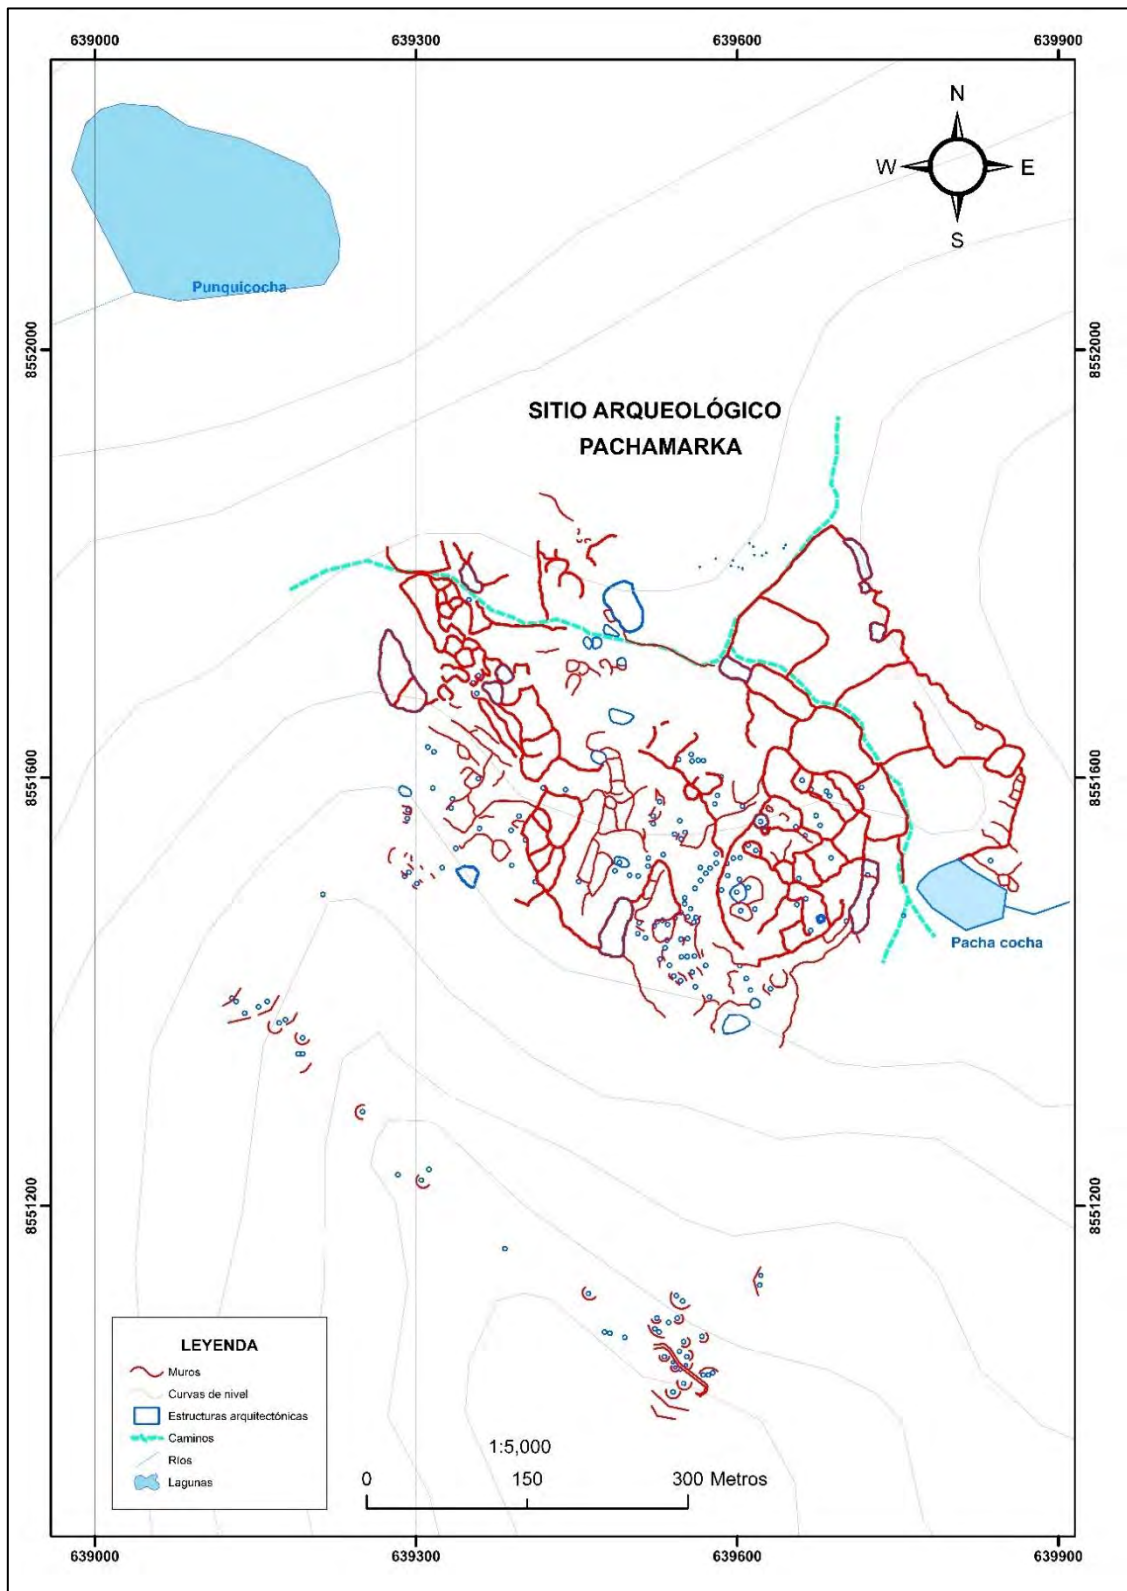 639000 639300 639600 639900
N
W E
S
Punquicocha
8552000 8552000
SITIO ARQUEOLÓGICO
PACHAMARKA
8551600 8551600
Pacha cocha
8551200 8551200
LEYENDA
Muros
Curvas de nivel
Estructuras arquitectónicas
Caminos
Ríos
Lagunas
1:5,000
0 150 300 Metros
639000 639300 639600 639900